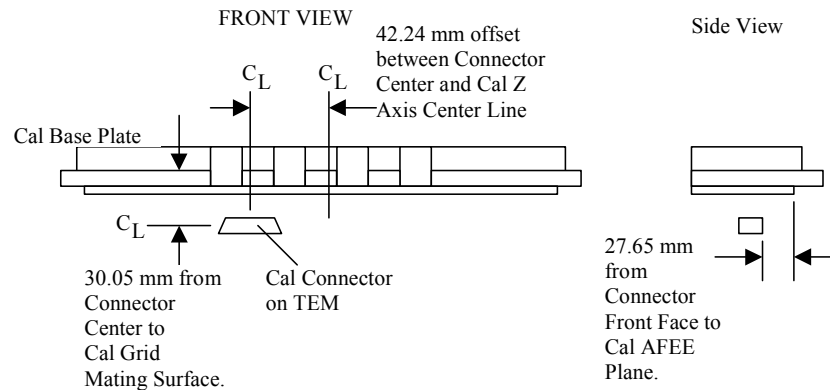 FRONT VIEW
42.24 mm offset
between Connector
Center and Cal Z
Axis Center Line
Side View
CL
CL
Cal Base Plate
CL
30.05 mm from
Connector
Center to
Cal Grid
Mating Surface.
Cal Connector
on TEM
27.65 mm
from
Connector
Front Face to
Cal AFEE
Plane.